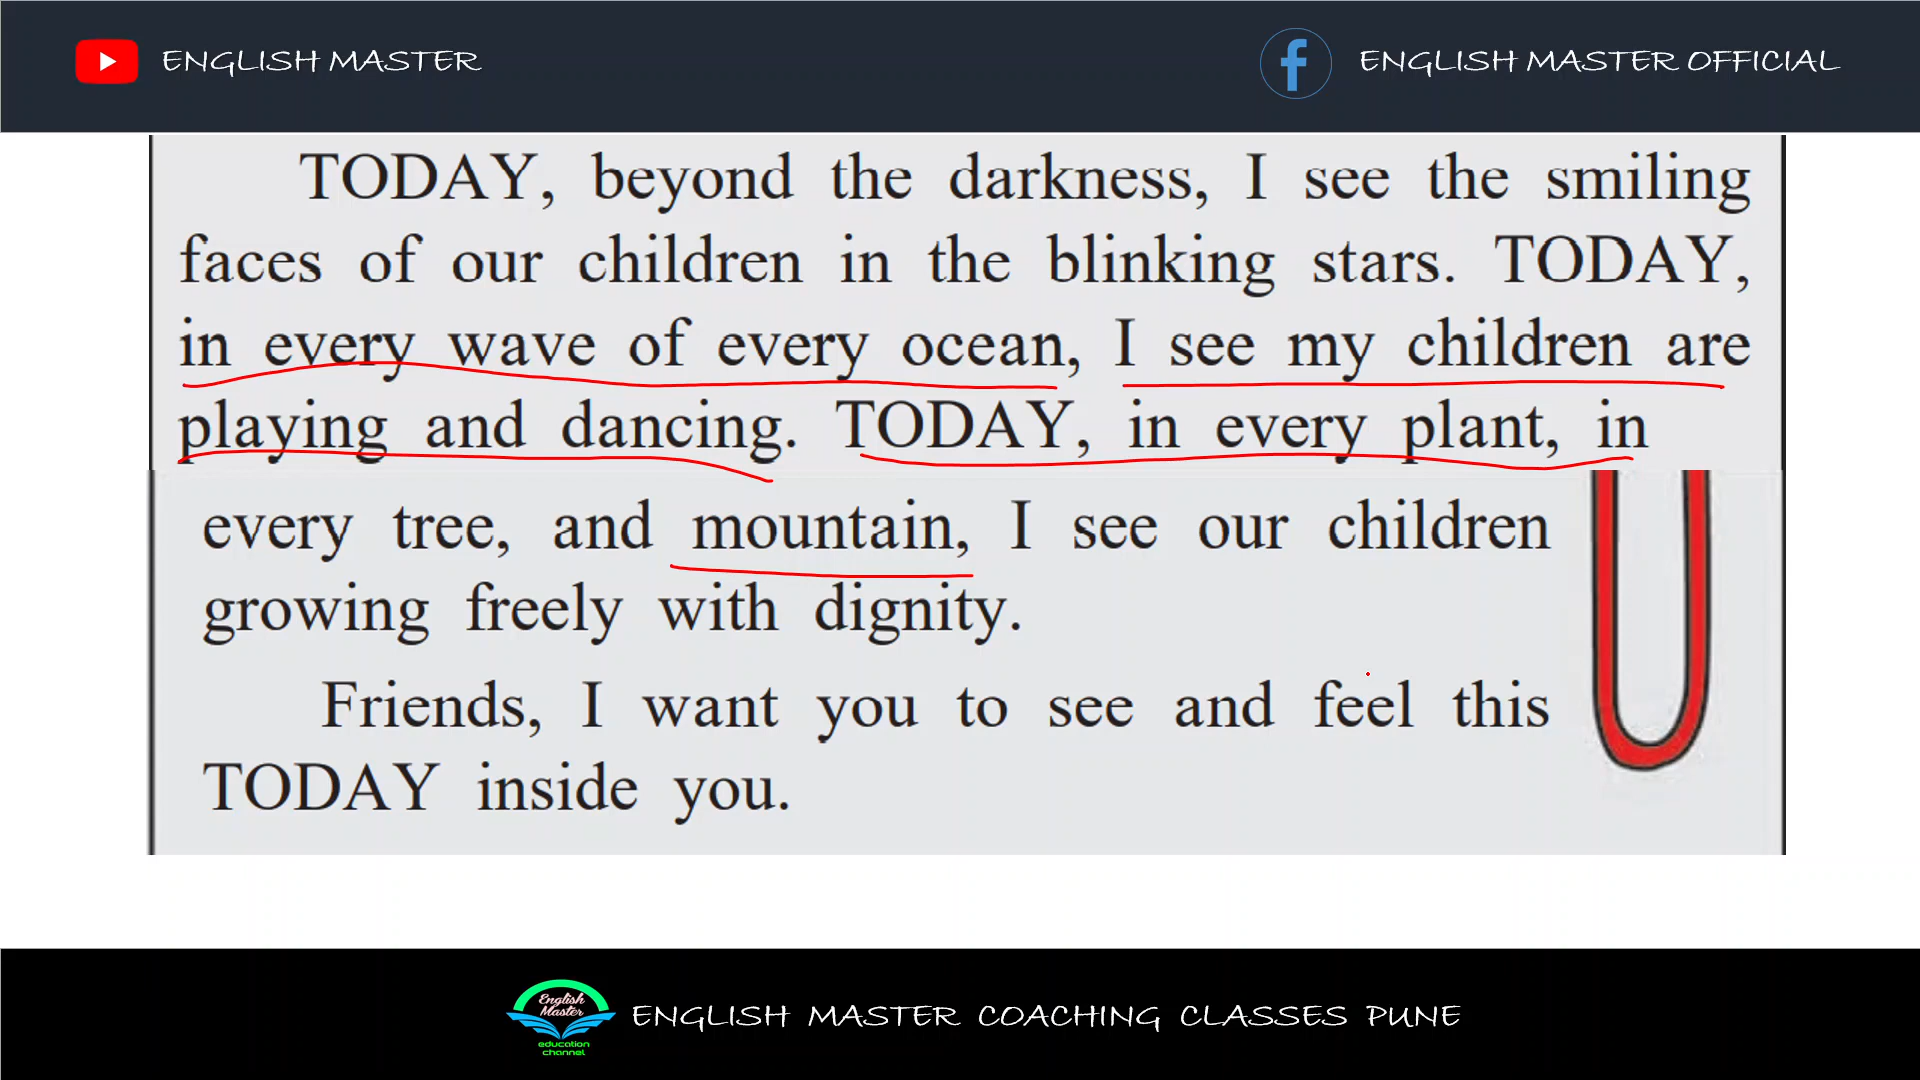 ENGLISH MASTER
ENGLISH MASTER OFFICIAL
TODAY, beyond the darkness, I see the smiling
faces of our children in the blinking stars. TODAY,
in every wave of every ocean, I see my children are
playing and dancing. TODAY, in every plant, in
every tree, and mountain, I see our children
growing freely with dignity.
Friends, I want you to see and feel this
TODAY inside you.
English
Master
education
channel
ENGLISH MASTER COACHING CLASSES PUNE